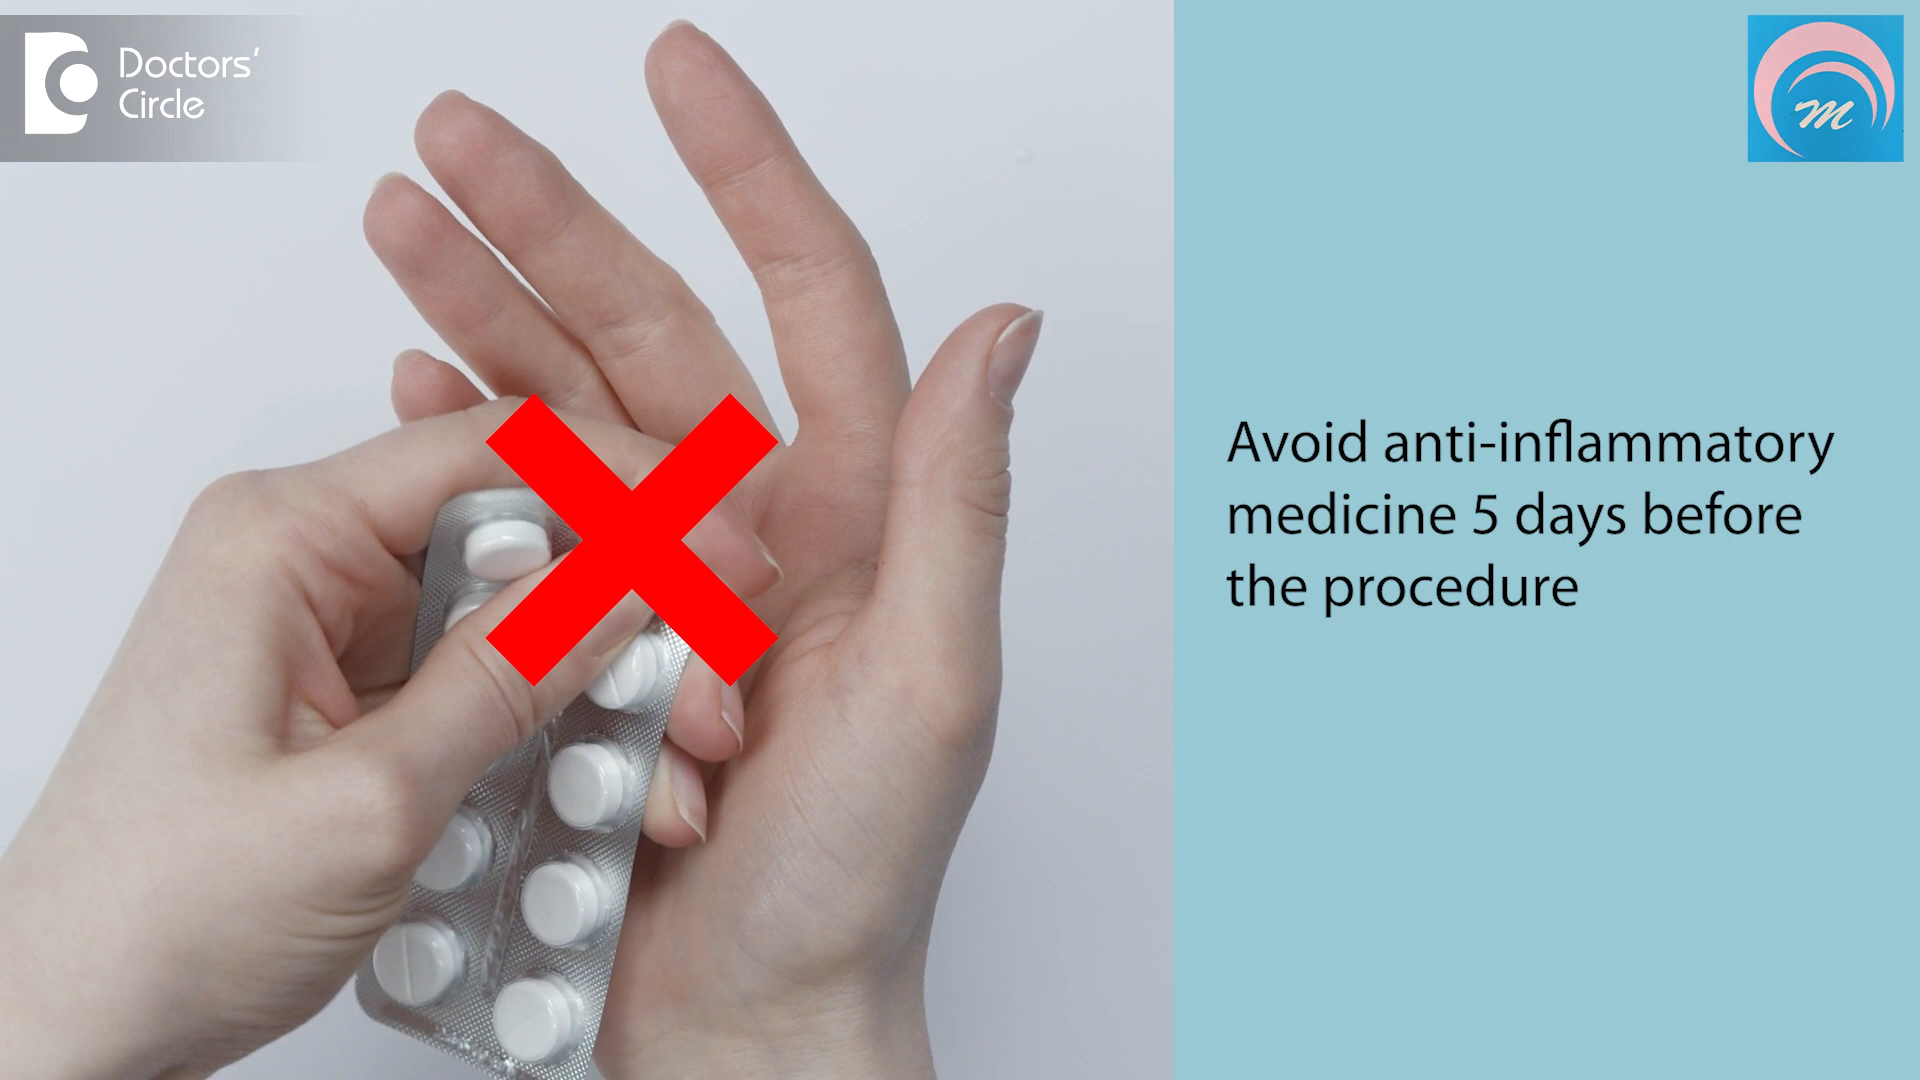 Doctors'
Circle
m
Avoid anti-inflammatory
medicine 5 days before
the procedure